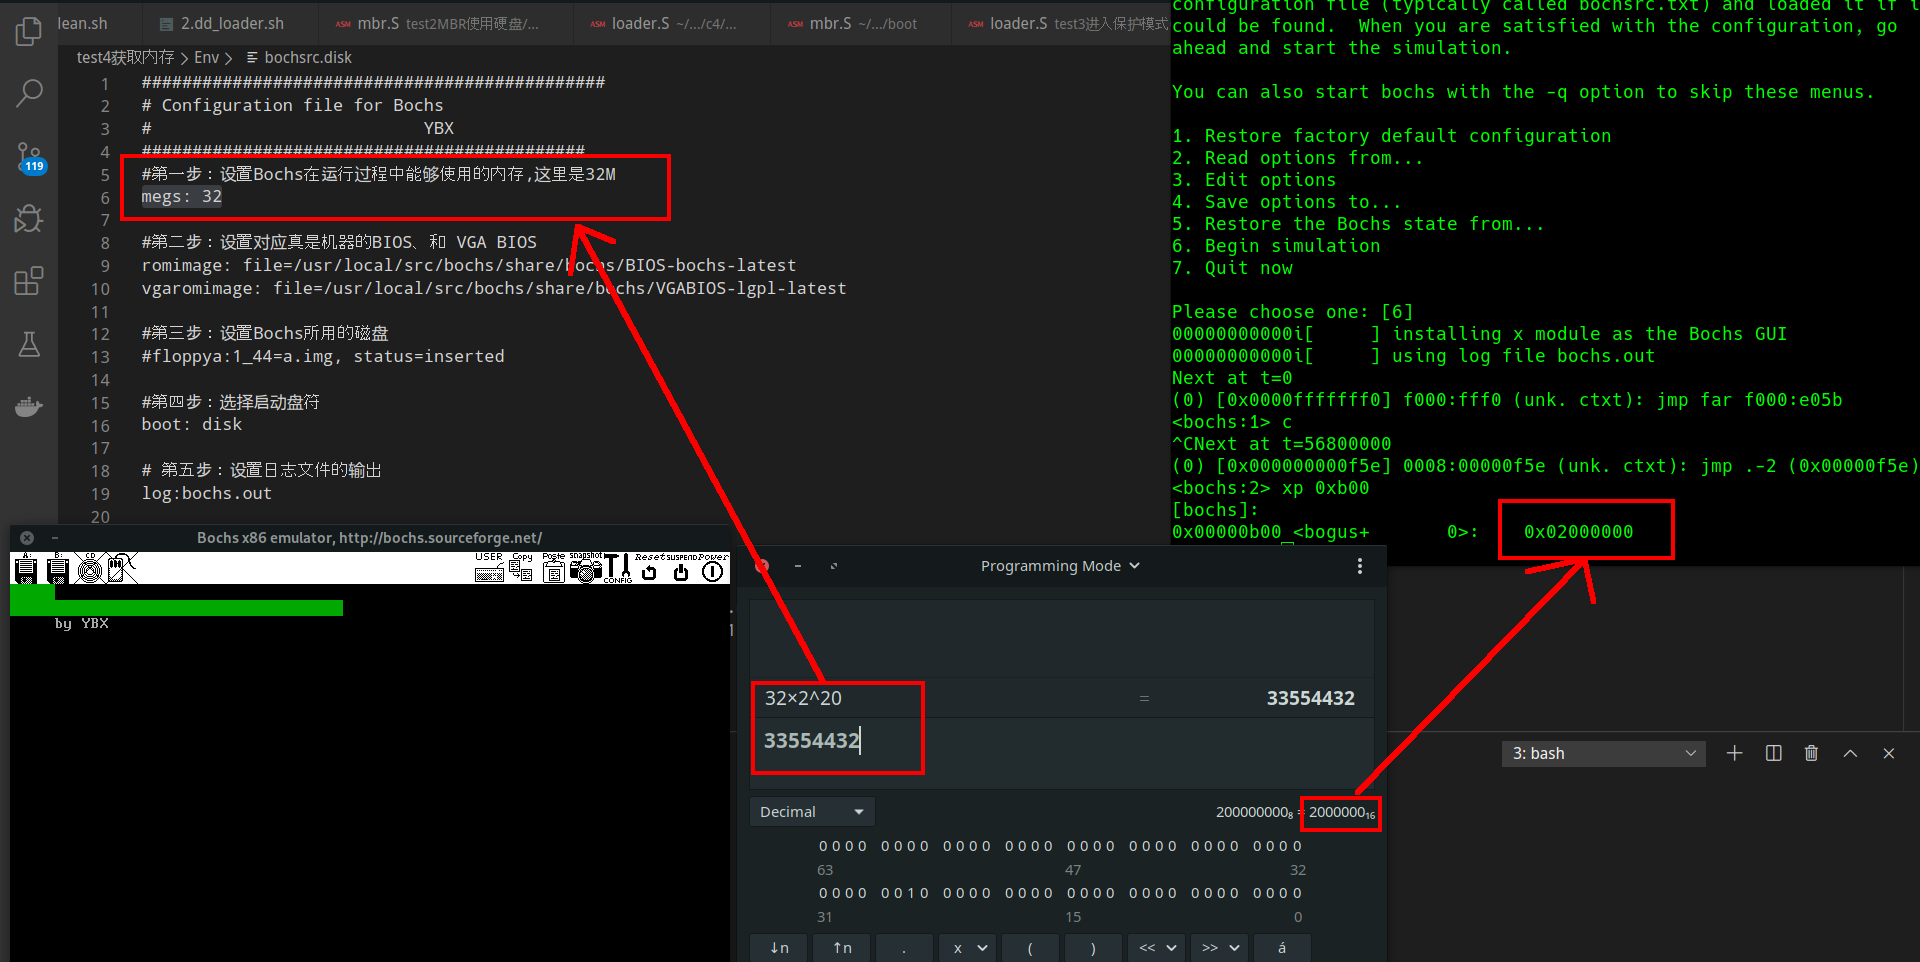 lean.sh
2.dd_loader.sh
ASM mbr.S test2MBR使用硬盘/...
ASM loader.S ~/.../c4/...
ASM mbr.S ~/.../boot
ASM loader.S test3进入保护模式
test4获取内存 > Env > bochsrc.disk
119
1 ##############################################
2 # Configuration file for Bochs
3 # YBX
4 ############################################
5 #第一步：设置Bochs在运行过程中能够使用的内存,这里是32M
6 megs: 32
7
8 #第二步：设置对应真是机器的BIOS、和 VGA BIOS
9 romimage: file=/usr/local/src/bochs/share/bochs/BIOS-bochs-latest
10 vgaromimage: file=/usr/local/src/bochs/share/bochs/VGABIOS-lgpl-latest
11
12 #第三步：设置Bochs所用的磁盘
13 #floppya:1_44=a.img, status=inserted
14
15 #第四步：选择启动盘符
16 boot: disk
17
18 # 第五步：设置日志文件的输出
19 log:bochs.out
20
configuration file (typically called bochsrc.txt) and loaded it if i
could be found.  When you are satisfied with the configuration, go
ahead and start the simulation.
You can also start bochs with the -q option to skip these menus.
1. Restore factory default configuration
2. Read options from...
3. Edit options
4. Save options to...
5. Restore the Bochs state from...
6. Begin simulation
7. Quit now
Please choose one: [6]
00000000000i[     ] installing x module as the Bochs GUI
00000000000i[     ] using log file bochs.out
Next at t=0
(0) [0x0000fffffff0] f000:fff0 (unk. ctxt): jmp far f000:e05b
<bochs:1> c
^CNext at t=56800000
(0) [0x000000000f5e] 0008:00000f5e (unk. ctxt): jmp .-2 (0x00000f5e)
<bochs:2> xp 0xb00
[bochs]:
0x00000b00 <bogus+       0>:    0x02000000
Bochs x86 emulator, http://bochs.sourceforge.net/
A: B: CD USER Copy Paste snapshot CONFIG Reset SUSPEND Power
by YBX
Programming Mode
32×2^20 = 33554432
33554432
Decimal
200000000₈ = 2000000₁₆
0000 0000 0000 0000 0000 0000 0000 0000
63 47 32
0000 0010 0000 0000 0000 0000 0000 0000
31 15 0
↓n ↑n . x ( ) << >> á
3: bash